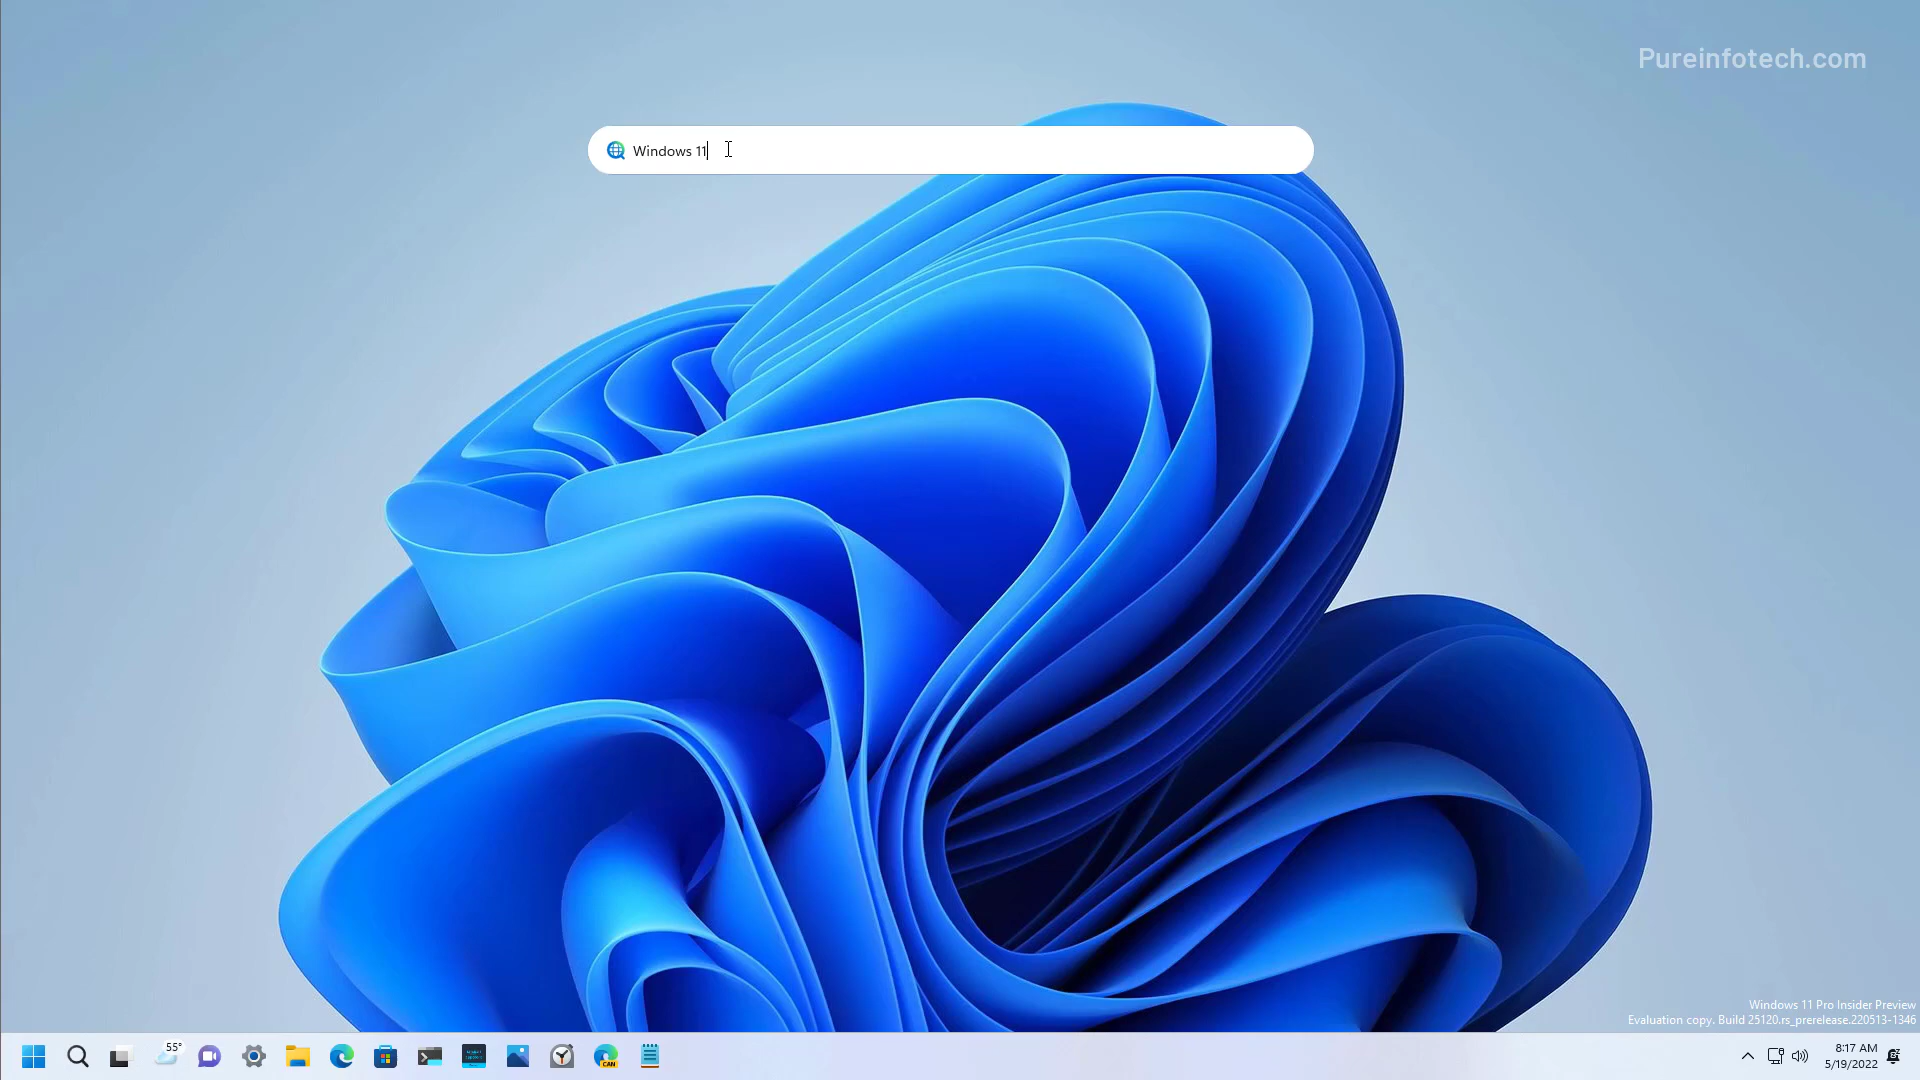 Pureinfotech.com
Windows 11
Windows 11 Pro Insider Preview
Evaluation copy. Build 25120.rs_prerelease.220513-1346
55°
CAN
8:17 AM
5/19/2022